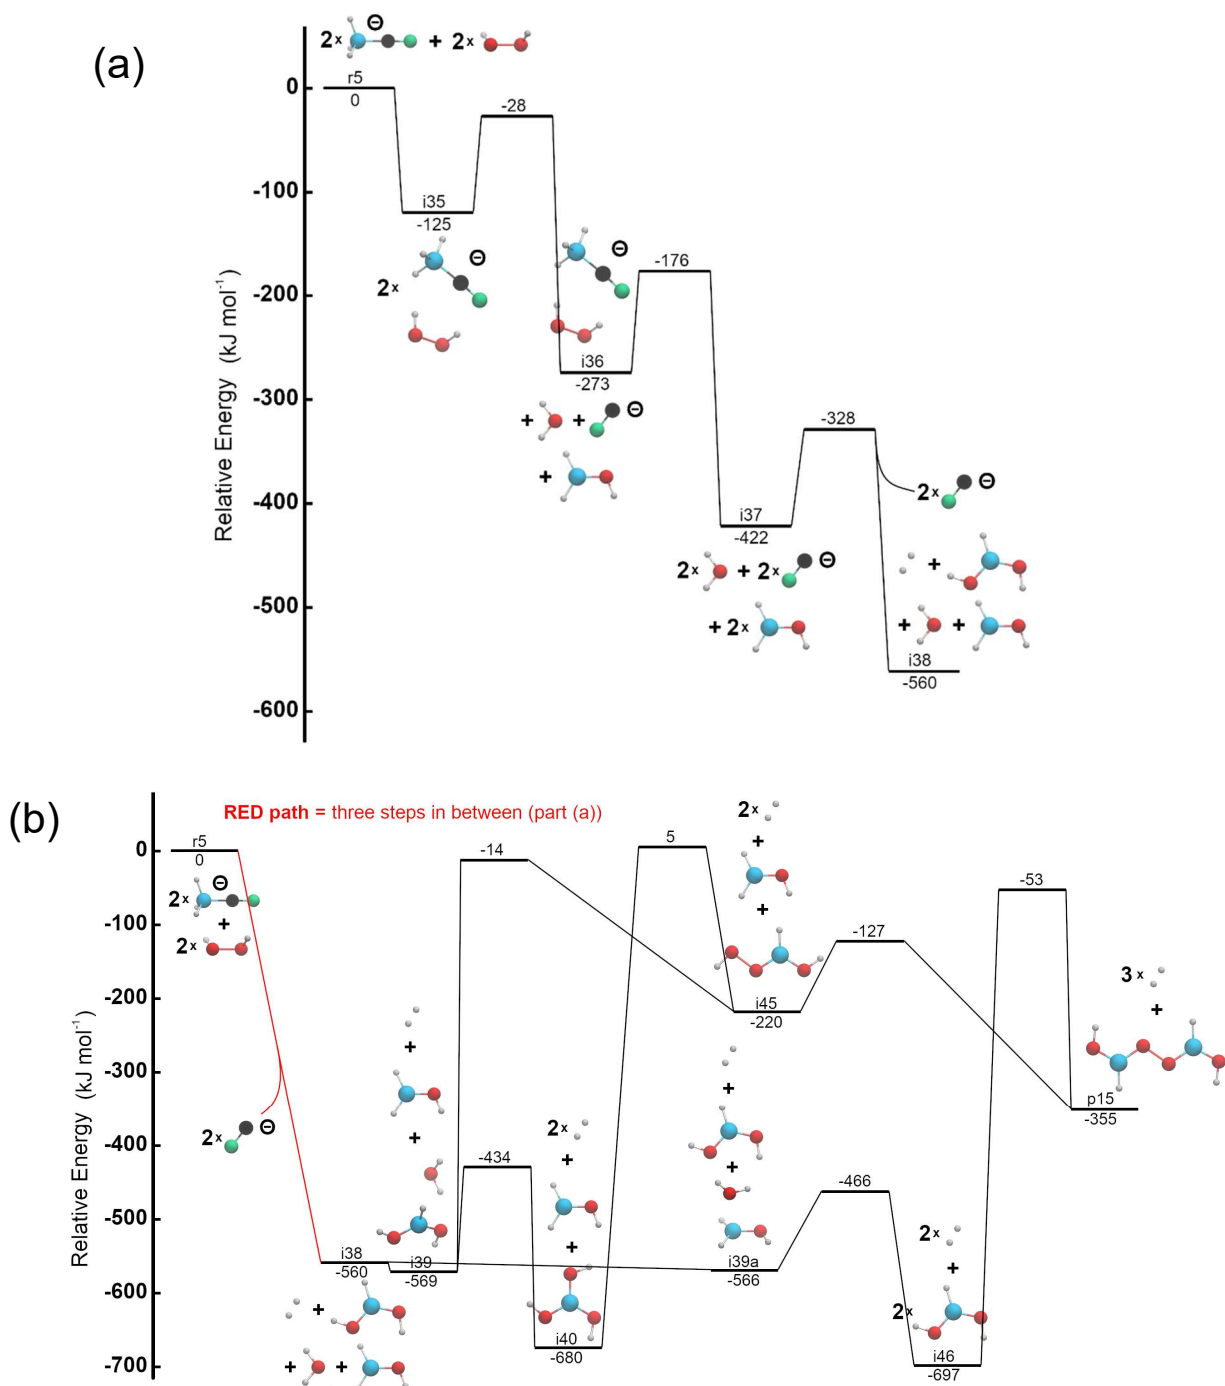 (a)
2x + 2x
0
r5
0
-28
-100
i35
-125
2x
-176
-200
-300
i36
-273
+ +
+
-328
-400
i37
-422
2x
2x + 2x
+
+ 2x
+ +
-500
i38
-560
-600
Relative Energy (kJ mol-1)
(b)
RED path = three steps in between (part (a))
0
r5
0
2x
+
2x
-14
5
2x
+
+
-53
-100
-127
-200
i45
-220
3x
+
-300
p15
-355
2x
+
+
-400
-434
2x
+
+
+
+
-466
-500
i38
-560
i39
-569
i39a
-566
2x
+
2x
-600
+
+ +
i40
-680
i46
-697
-700
Relative Energy (kJ mol-1)